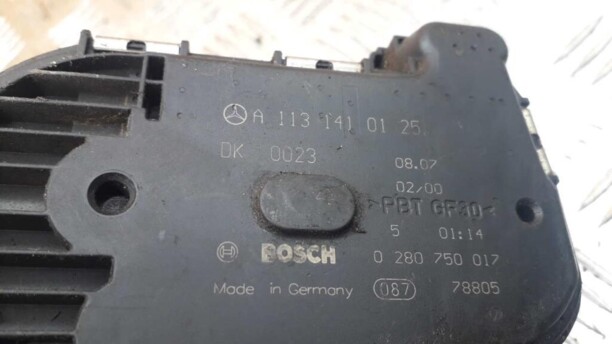 A 113 141 01 25
DK 0023 08.07
02/00
>PBT GF30<
5 01:14
BOSCH 0 280 750 017
Made in Germany 087 78805